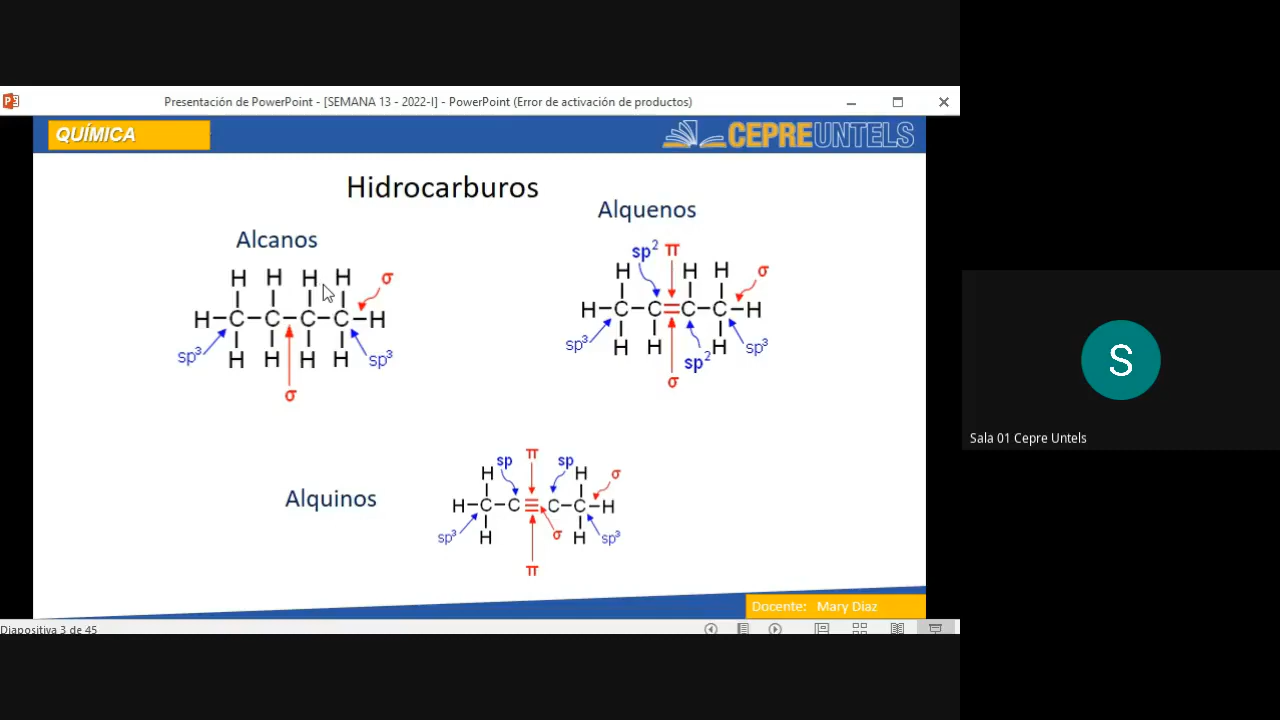 Presentación de PowerPoint - [SEMANA 13 - 2022-I] - PowerPoint (Error de activación de productos)
QUÍMICA
CEPREUNTELS
Hidrocarburos
Alcanos
H H H H σ
H-C-C-C-C-H
sp³ H H H H sp³
σ
Alquenos
sp² π
H H H σ
H-C-C=C-C-H
sp³ H H sp² H sp³
σ
Alquinos
π
sp sp
H H σ
H-C-C≡C-C-H
sp³ H σ H sp³
π
Docente: Mary Diaz
Diapositiva 3 de 45
S
Sala 01 Cepre Untels